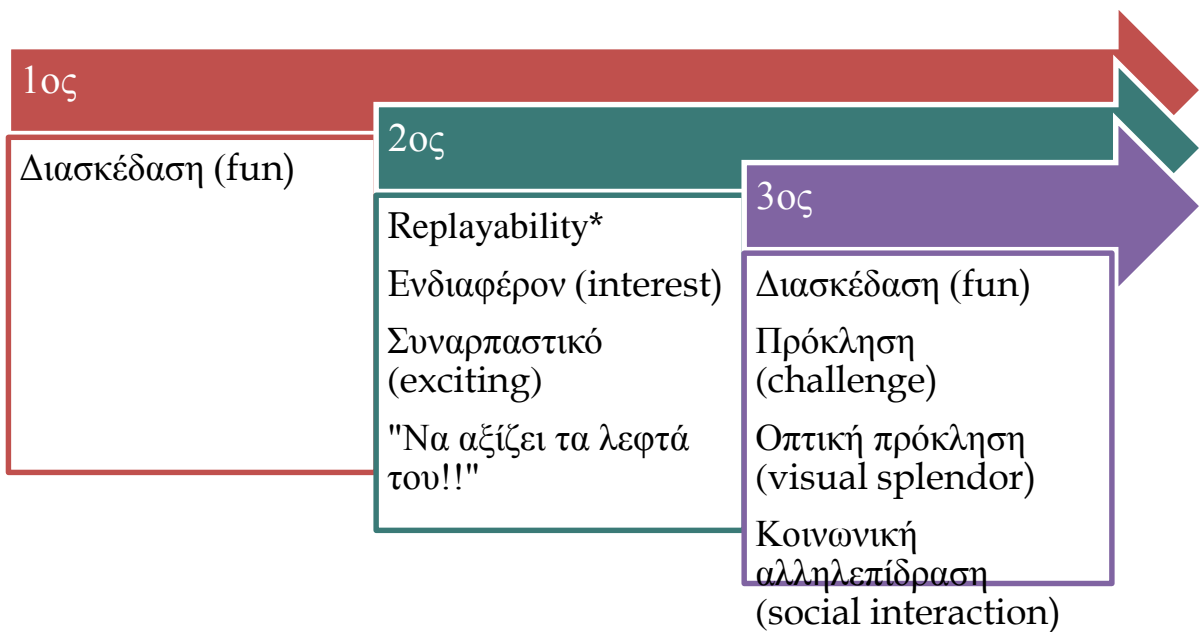 1ος
Διασκέδαση (fun)
2ος
Replayability*
Ενδιαφέρον (interest)
Συναρπαστικό
(exciting)
"Να αξίζει τα λεφτά
του!!"
3ος
Διασκέδαση (fun)
Πρόκληση
(challenge)
Οπτική πρόκληση
(visual splendor)
Κοινωνική
αλληλεπίδραση
(social interaction)